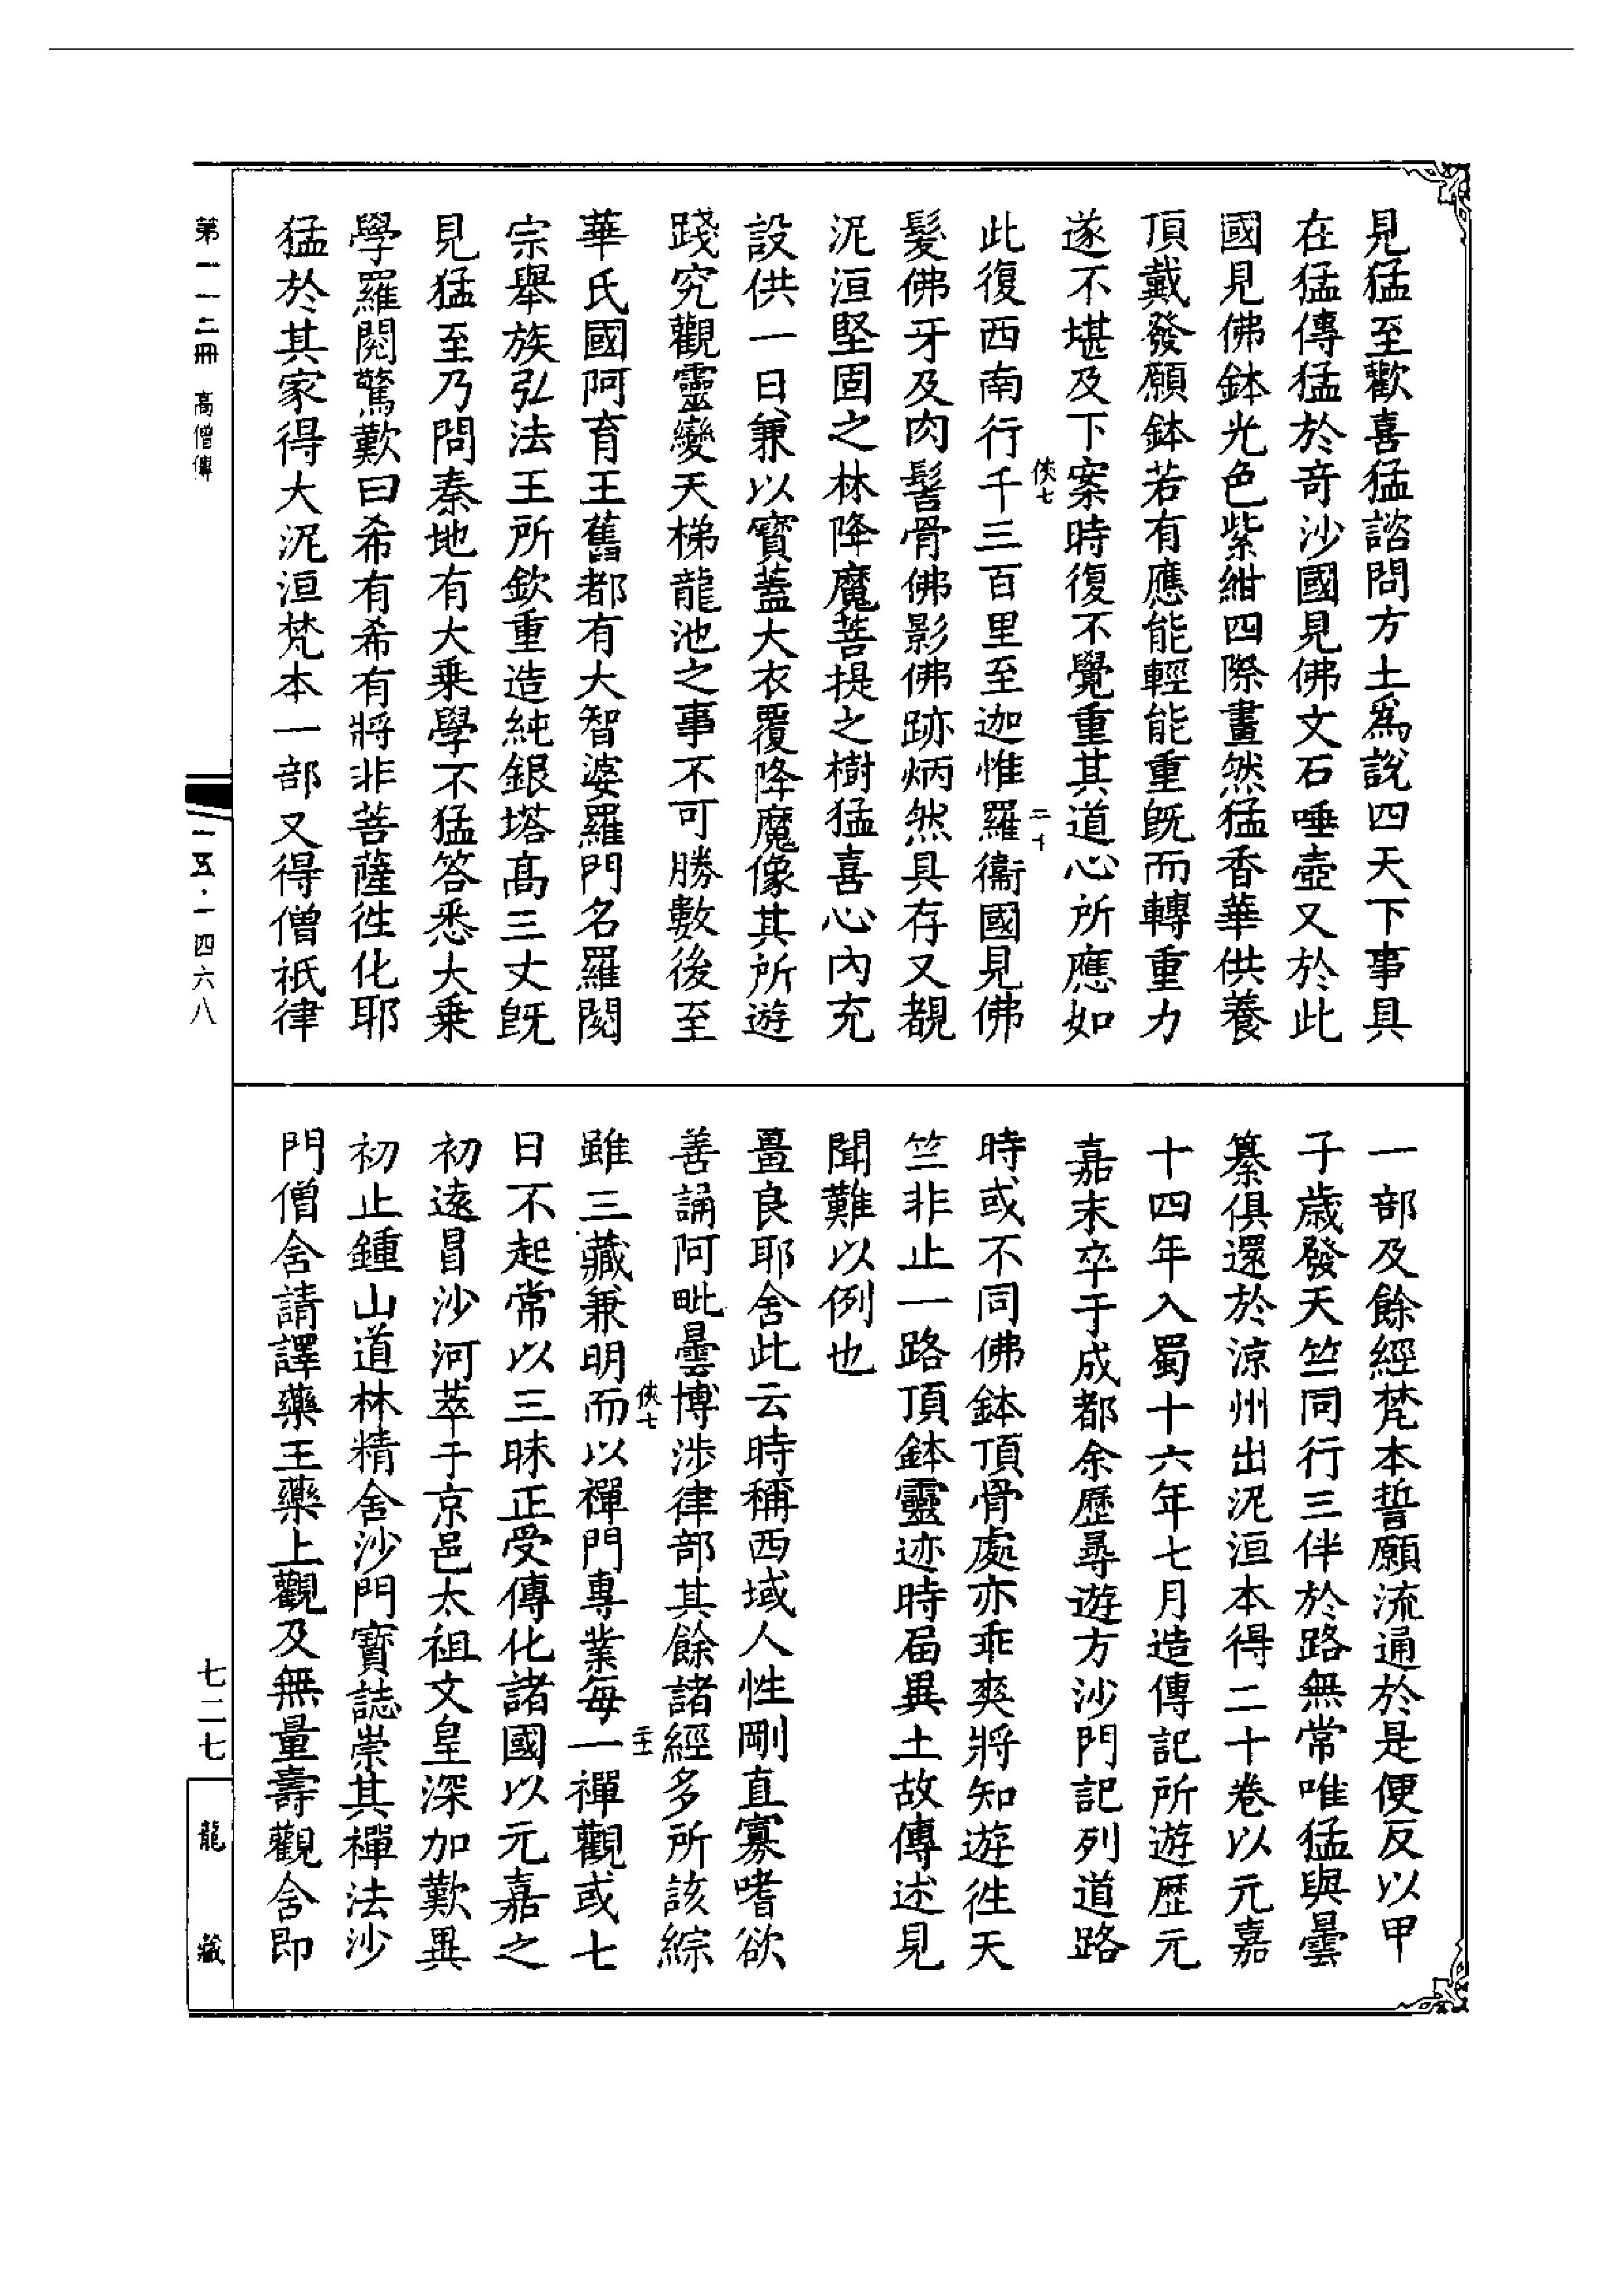 見猛至歡喜猛諮問方土爲說四天下事具
在猛傳猛於奇沙國見佛文石唾壺又於此
國見佛鉢光色紫紺四際畫然猛香華供養
頂戴發願鉢若有應能輕能重旣而轉重力
遂不堪及下案時復不覺重其道心所應如
俠七
二十
此復西南行千三百里至迦惟羅衞國見佛
髮佛牙及肉髻骨佛影佛跡炳然具存又覩
泥洹堅固之林降魔菩提之樹猛喜心內充
設供一日兼以寶蓋大衣覆降魔像其所遊
踐究觀靈變天梯龍池之事不可勝數後至
華氏國阿育王舊都有大智婆羅門名羅閱
宗舉族弘法王所欽重造純銀塔高三丈旣
見猛至乃問秦地有大乘學不猛答悉大乘
學羅閱驚歎曰希有希有將非菩薩徃化耶
猛於其家得大泥洹梵本一部又得僧祇律
一部及餘經梵本誓願流通於是便反以甲
子歲發天竺同行三伴於路無常唯猛與曇
纂俱還於涼州出泥洹本得二十卷以元嘉
十四年入蜀十六年七月造傳記所遊歷元
嘉末卒于成都余歷尋遊方沙門記列道路
時或不同佛鉢頂骨處亦乖爽將知遊徃天
竺非止一路頂鉢靈迹時屆異土故傳述見
聞難以例也
畺良耶舍此云時稱西域人性剛直寡嗜欲
善誦阿毗曇博涉律部其餘諸經多所該綜
俠七
二十一
雖三藏兼明而以禪門專業每一禪觀或七
日不起常以三昧正受傳化諸國以元嘉之
初遠冒沙河萃于京邑太祖文皇深加歎異
初止鍾山道林精舍沙門寶誌崇其禪法沙
門僧舍請譯藥王藥上觀及無量壽觀舍即
第一一二冊 高僧傳
一五·一四六八
七二七
龍藏